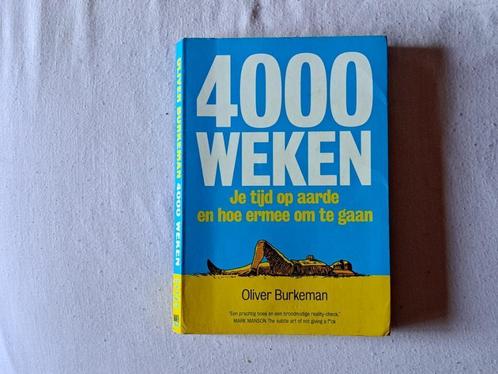 OLIVER BURKEMAN 4000 WEKEN
4000
WEKEN
Je tijd op aarde
en hoe ermee om te gaan
Oliver Burkeman
'Een prachtig boek en een broodnodige reality-check.'
MARK MANSON The subtle art of not giving a f*ck